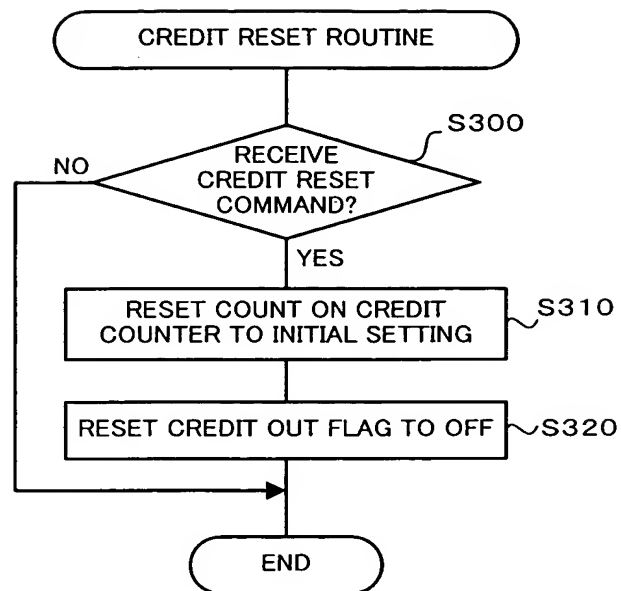 CREDIT RESET ROUTINE
S300
NO
RECEIVE
CREDIT RESET
COMMAND?
YES
RESET COUNT ON CREDIT
COUNTER TO INITIAL SETTING
S310
RESET CREDIT OUT FLAG TO OFF
S320
END